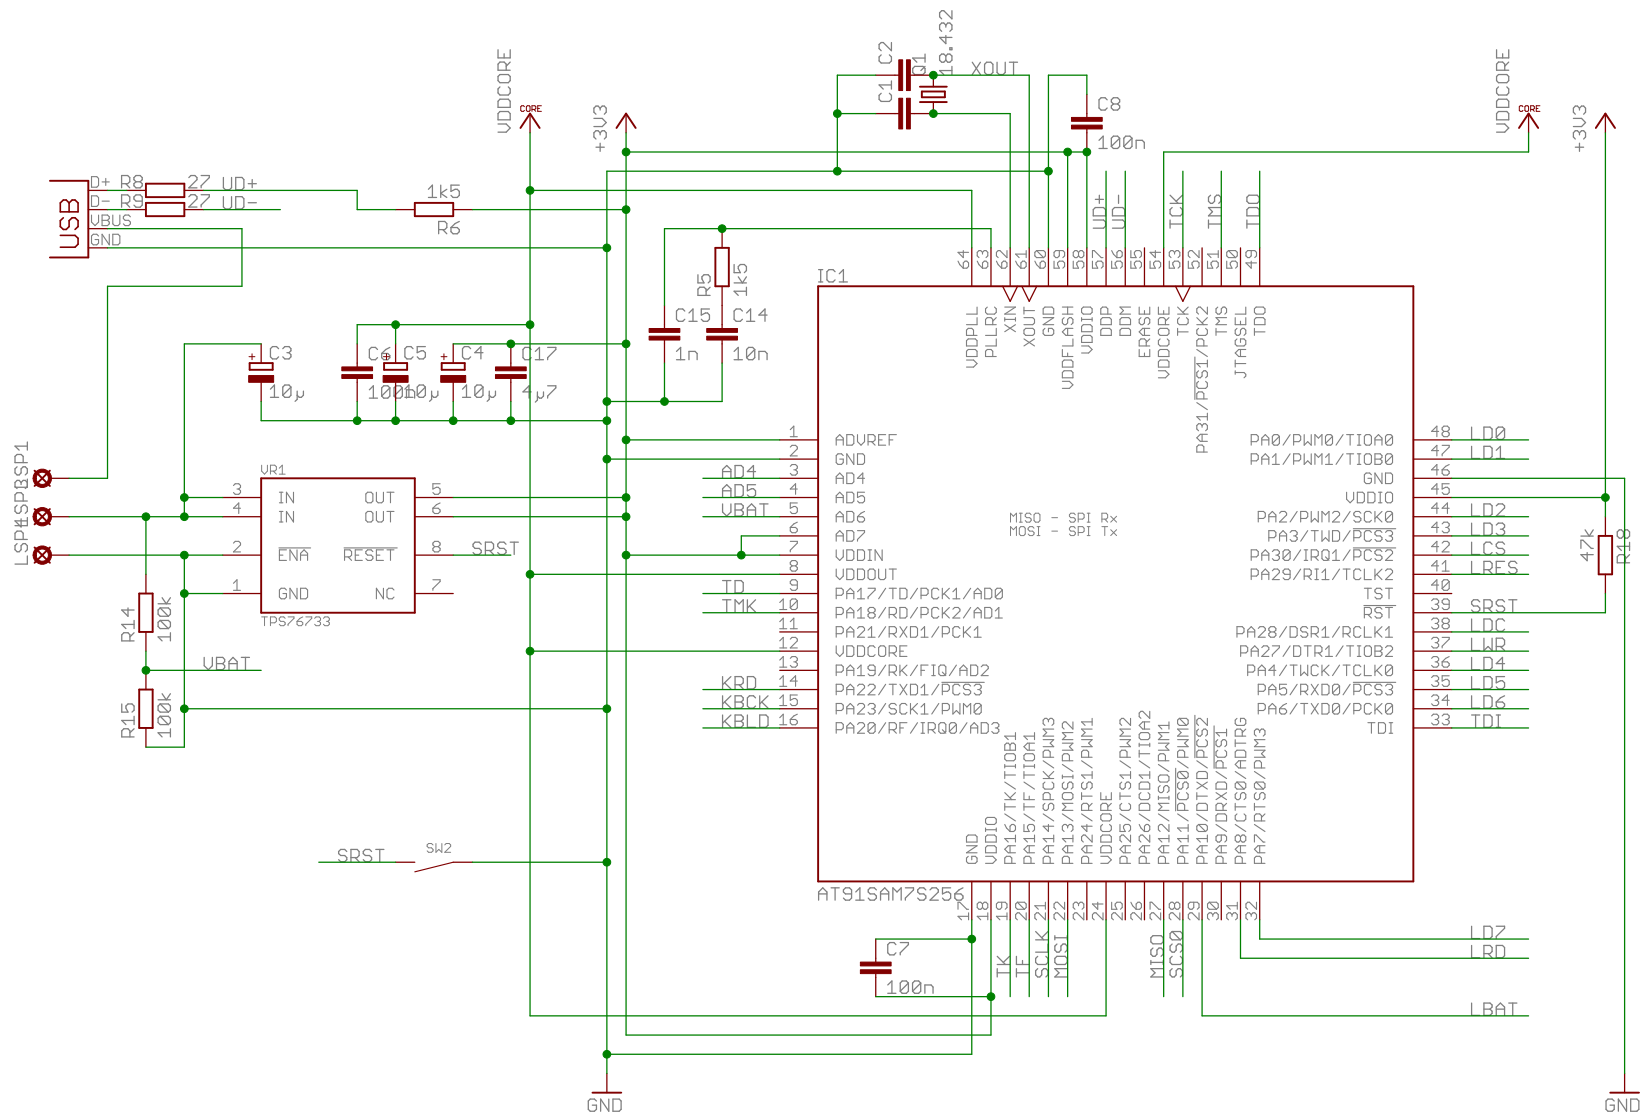 VDDCORE
CORE
+3V3
C2
C1
Q1
18.432
XOUT
C8
100n
VDDCORE
CORE
+3V3
USB
D+ R8 27 UD+
D- R9 27 UD-
VBUS
GND
1k5
R6
R5
1k5
C15
1n
C14
10n
UD+
UD-
TCK
TMS
TDO
IC1
64 63 62 61 60 59 58 57 56 55 54 53 52 51 50 49
VDDPLL
PLLRC
XIN
XOUT
GND
VDDFLASH
VDDIO
DDP
DDM
ERASE
VDDCORE
TCK
PA31/PCS1/PCK2
TMS
JTAGSEL
TDO
+ C3
10µ
C6
100n
+ C5
10µ
+ C4
10µ
C17
4µ7
LSP1
LSP4
VR1
3 IN
4 IN
2 ENA
1 GND
OUT 5
OUT 6
RESET 8 SRST
NC 7
TPS76733
R14
100k
VBAT
R15
100k
1 ADVREF
2 GND
AD4 3 AD4
AD5 4 AD5
VBAT 5 AD6
6 AD7
7 VDDIN
8 VDDOUT
TD 9 PA17/TD/PCK1/AD0
TMK 10 PA18/RD/PCK2/AD1
11 PA21/RXD1/PCK1
12 VDDCORE
13 PA19/RK/FIQ/AD2
KRD 14 PA22/TXD1/PCS3
KBCK 15 PA23/SCK1/PWM0
KBLD 16 PA20/RF/IRQ0/AD3
MISO - SPI Rx
MOSI - SPI Tx
PA0/PWM0/TIOA0 48 LD0
PA1/PWM1/TIOB0 47 LD1
GND 46
VDDIO 45
PA2/PWM2/SCK0 44 LD2
PA3/TWD/PCS3 43 LD3
PA30/IRQ1/PCS2 42 LCS
PA29/RI1/TCLK2 41 LRES
TST 40
RST 39 SRST
PA28/DSR1/RCLK1 38 LDC
PA27/DTR1/TIOB2 37 LWR
PA4/TWCK/TCLK0 36 LD4
PA5/RXD0/PCS3 35 LD5
PA6/TXD0/PCK0 34 LD6
TDI 33 TDI
47k
R18
GND
VDDIO
PA16/TK/TIOB1
PA15/TF/TIOA1
PA14/SPCK/PWM3
PA13/MOSI/PWM2
PA24/RTS1/PWM1
VDDCORE
PA25/CTS1/PWM2
PA26/DCD1/TIOA2
PA12/MISO/PWM1
PA11/PCS0/PWM0
PA10/DTXD/PCS2
PA9/DRXD/PCS1
PA8/CTS0/ADTRG
PA7/RTS0/PWM3
SRST
SW2
AT91SAM7S256
17 18 19 20 21 22 23 24 25 26 27 28 29 30 31 32
C7
100n
TK
TF
SCLK
MOSI
MISO
SCS0
LD7
LRD
LBAT
GND
GND